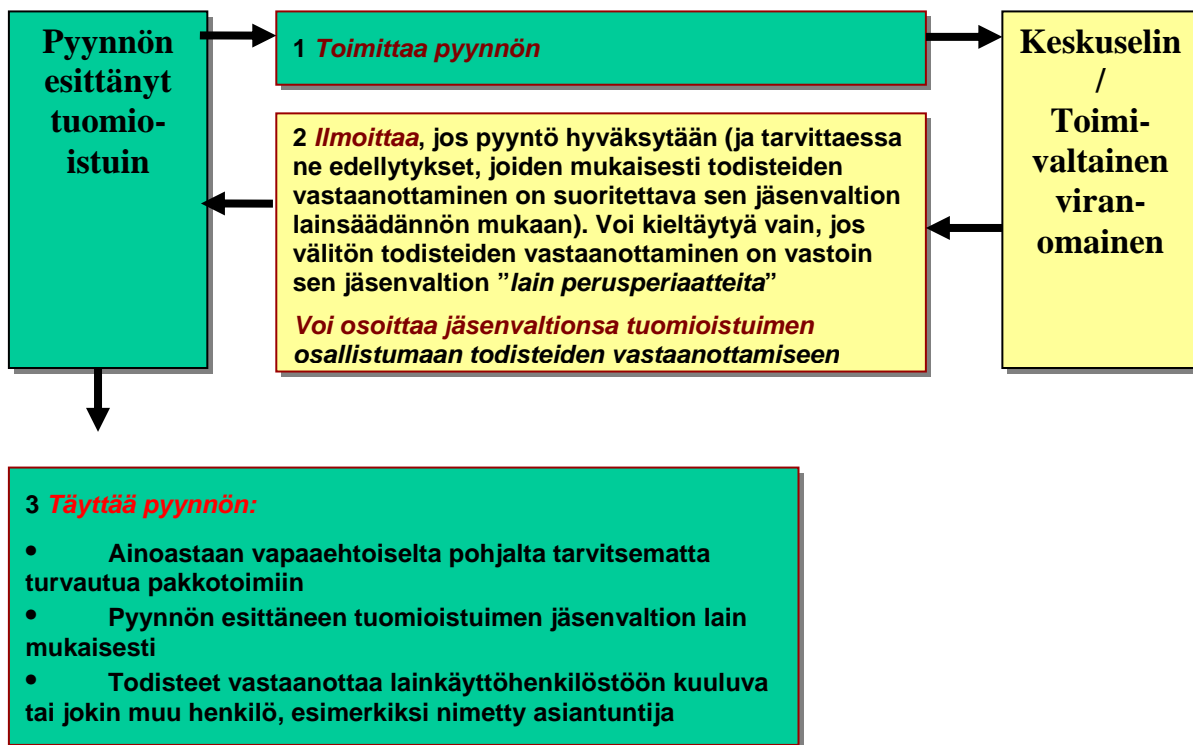 Pyynnön
esittänyt
tuomio-
istuin
1 Toimittaa pyynnön
2 Ilmoittaa, jos pyyntö hyväksytään (ja tarvittaessa
ne edellytykset, joiden mukaisesti todisteiden
vastaanottaminen on suoritettava sen jäsenvaltion
lainsäädännön mukaan). Voi kieltäytyä vain, jos
välitön todisteiden vastaanottaminen on vastoin
sen jäsenvaltion ”lain perusperiaatteita”
Voi osoittaa jäsenvaltionsa tuomioistuimen
osallistumaan todisteiden vastaanottamiseen
Keskuselin
/
Toimi-
valtainen
viran-
omainen
3 Täyttää pyynnön:
• Ainoastaan vapaaehtoiselta pohjalta tarvitsematta
turvautua pakkotoimiin
• Pyynnön esittäneen tuomioistuimen jäsenvaltion lain
mukaisesti
• Todisteet vastaanottaa lainkäyttöhenkilöstöön kuuluva
tai jokin muu henkilö, esimerkiksi nimetty asiantuntija